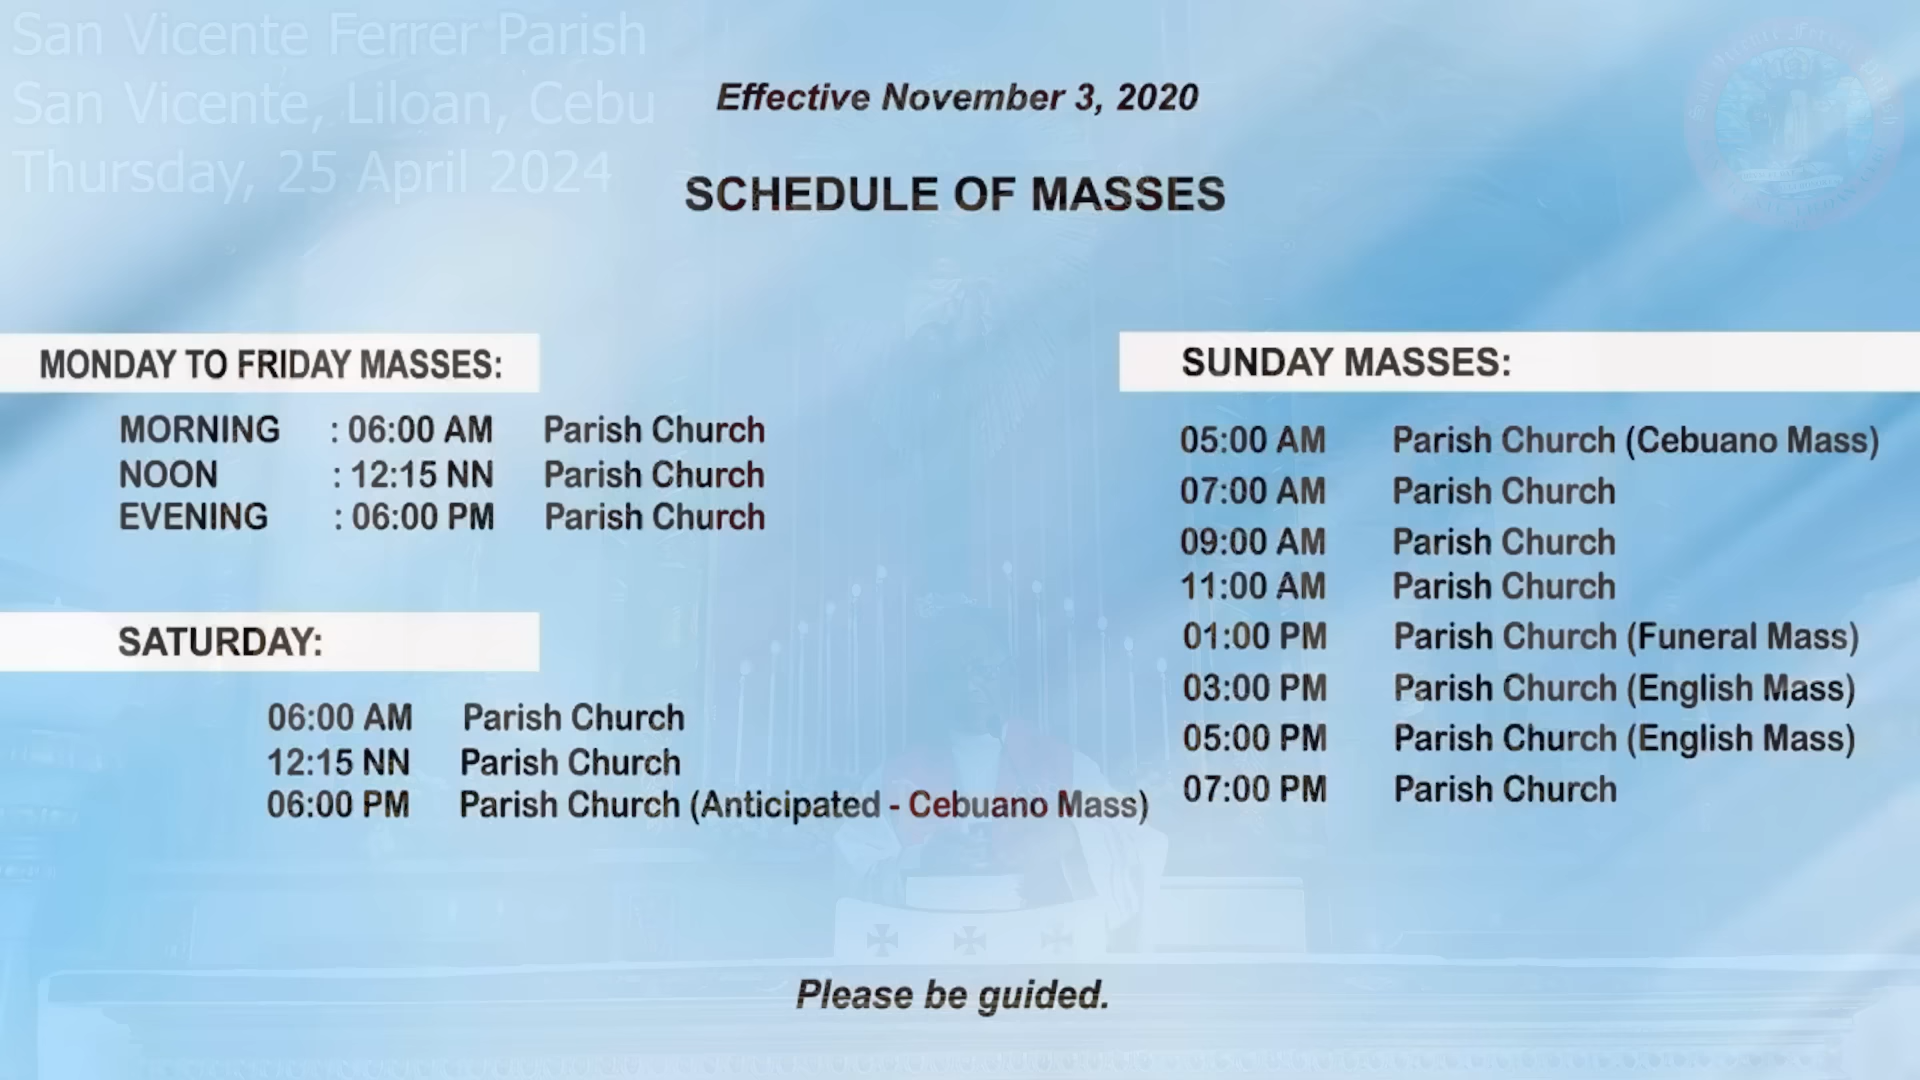 San Vicente Ferrer Parish
San Vicente, Liloan, Cebu
Thursday, 25 April 2024
Effective November 3, 2020
SCHEDULE OF MASSES
MONDAY TO FRIDAY MASSES:
MORNING : 06:00 AM Parish Church
NOON : 12:15 NN Parish Church
EVENING : 06:00 PM Parish Church
SATURDAY:
06:00 AM Parish Church
12:15 NN Parish Church
06:00 PM Parish Church (Anticipated - Cebuano Mass)
SUNDAY MASSES:
05:00 AM Parish Church (Cebuano Mass)
07:00 AM Parish Church
09:00 AM Parish Church
11:00 AM Parish Church
01:00 PM Parish Church (Funeral Mass)
03:00 PM Parish Church (English Mass)
05:00 PM Parish Church (English Mass)
07:00 PM Parish Church
Please be guided.